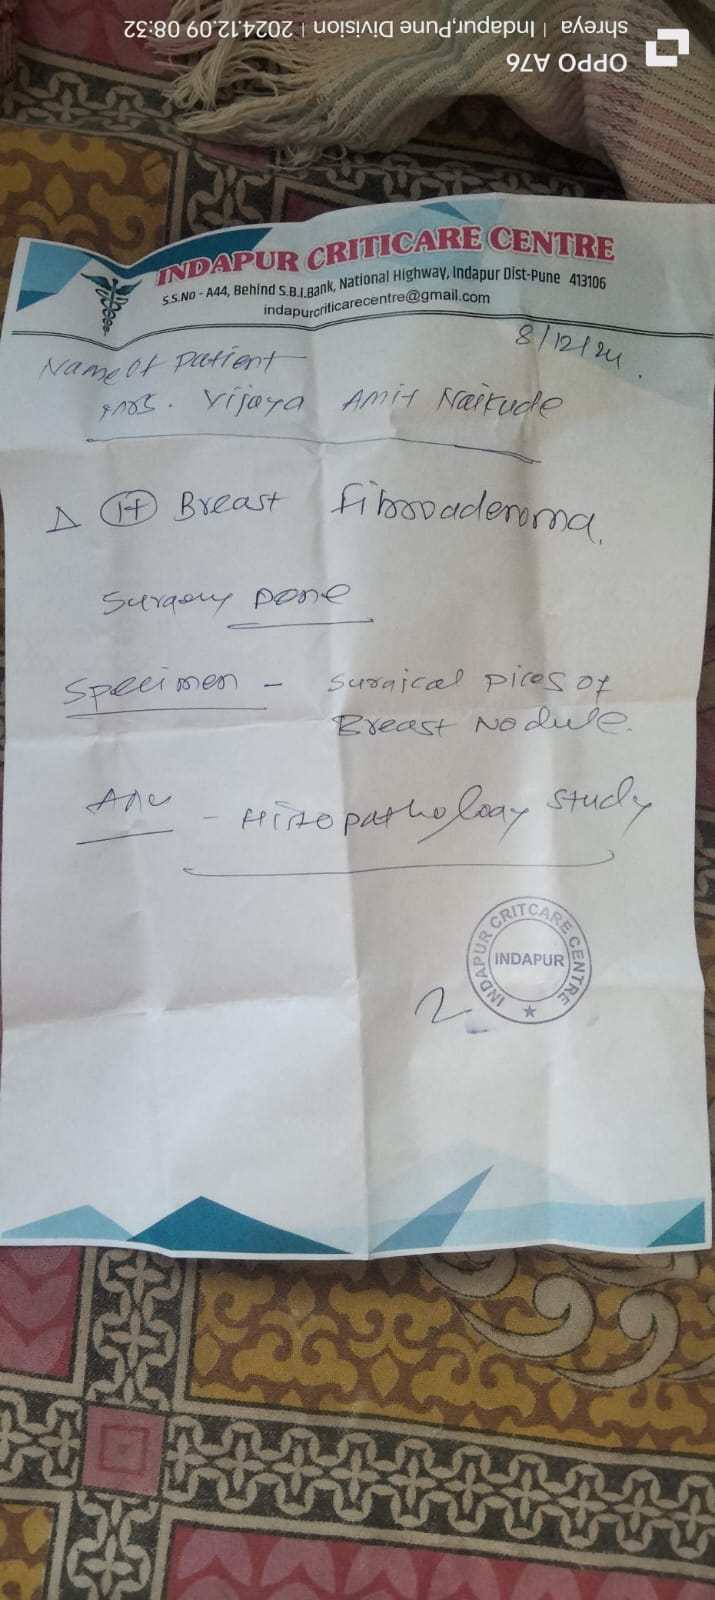 INDAPUR CRITICARE CENTRE
S.S.No - A44, Behind S.B.I.Bank, National Highway, Indapur Dist-Pune 413106
indapurcriticarecentre@gmail.com
8/12/24.
Name of patient
mrs. Vijaya Amit Naikude
Δ Breast fibroadenoma.
Surgery Done
Specimen - Surgical pices of
Breast Nodule.
- Histopathology study
INDAPUR CRITCARE CENTRE
INDAPUR
OPPO A76
shreya | Indapur,Pune Division | 2024.12.09 08:32